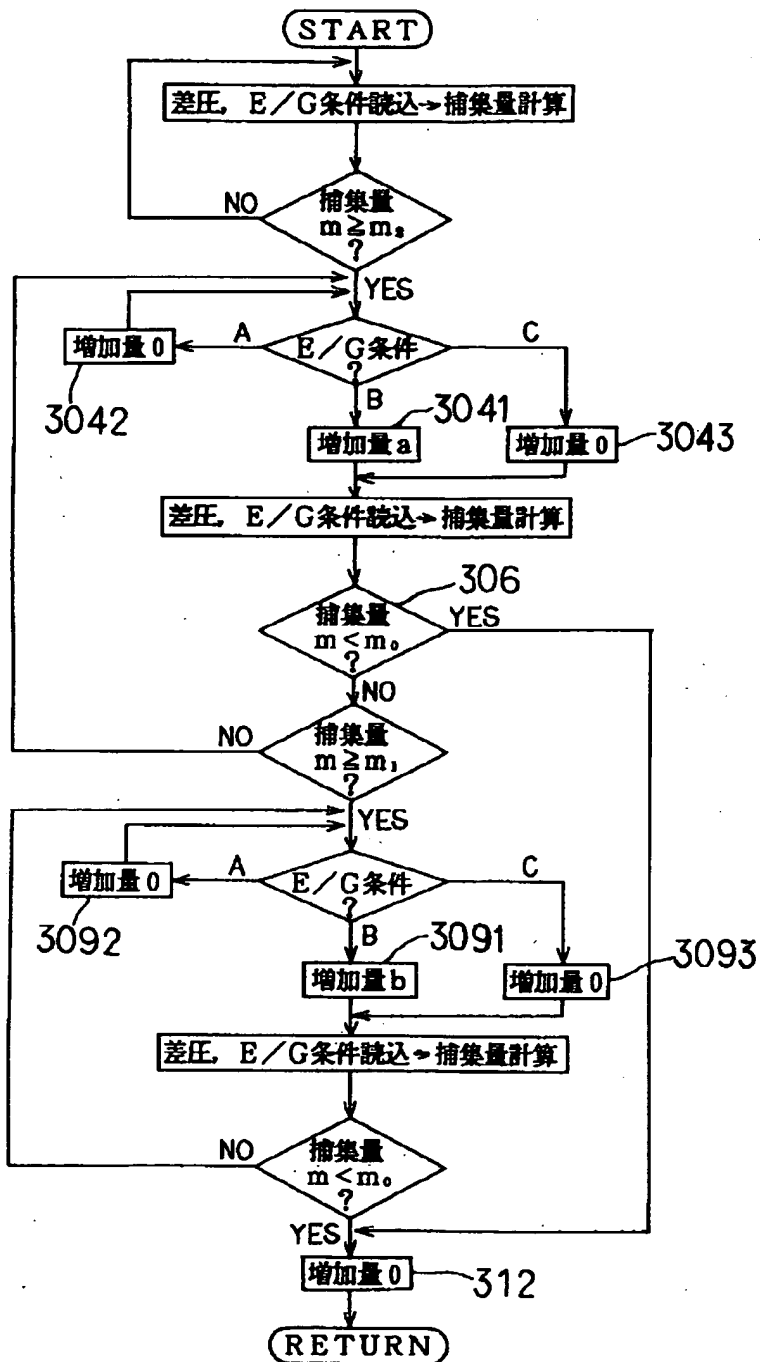 START
差圧，E／G条件読込→捕集量計算
NO
捕集量
m≧m₂
?
YES
A
E／G条件
?
C
増加量0
3042
B
増加量a
3041
増加量0
3043
差圧，E／G条件読込→捕集量計算
306
捕集量
m＜m₀
?
YES
NO
NO
捕集量
m≧m₁
?
YES
A
E／G条件
?
C
増加量0
3092
B
増加量b
3091
増加量0
3093
差圧，E／G条件読込→捕集量計算
NO
捕集量
m＜m₀
?
YES
増加量0
312
RETURN